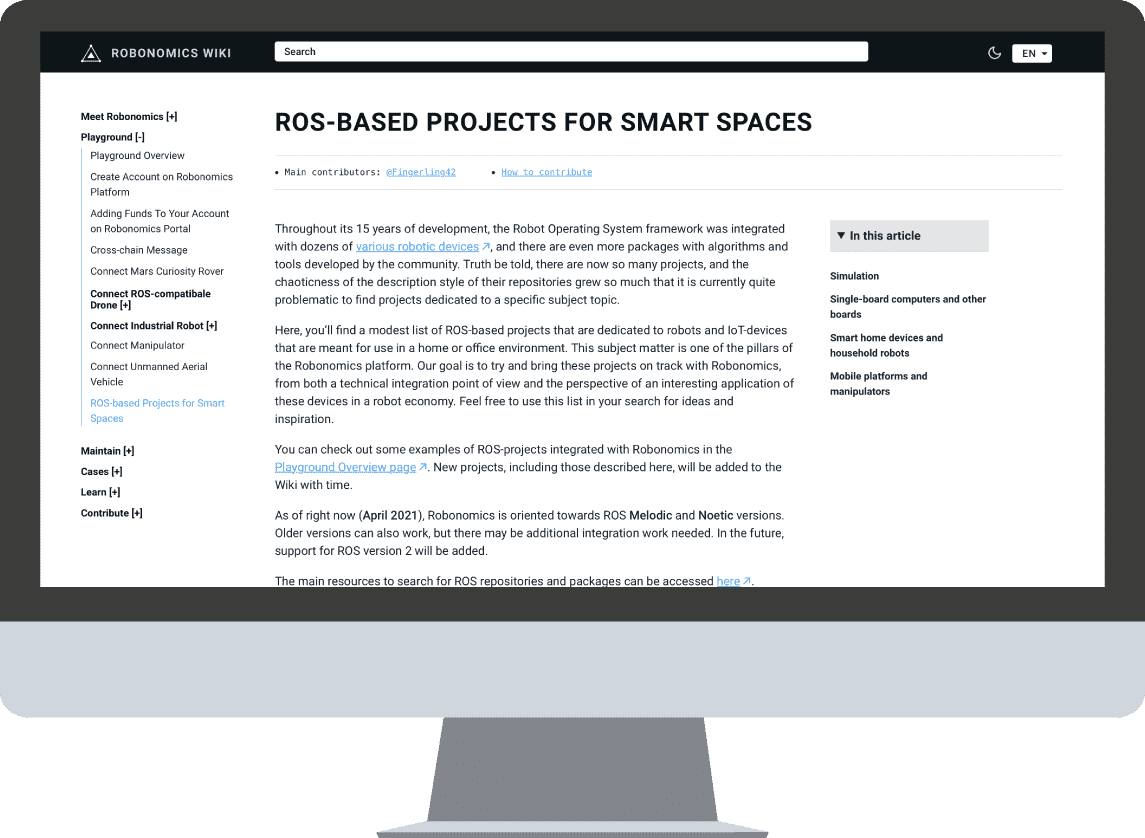 ROBONOMICS WIKI
Search
EN
Meet Robonomics [+]
Playground [-]
Playground Overview
Create Account on Robonomics
Platform
Adding Funds To Your Account
on Robonomics Portal
Cross-chain Message
Connect Mars Curiosity Rover
Connect ROS-compatibale
Drone [+]
Connect Industrial Robot [+]
Connect Manipulator
Connect Unmanned Aerial
Vehicle
ROS-based Projects for Smart
Spaces
Maintain [+]
Cases [+]
Learn [+]
Contribute [+]
ROS-BASED PROJECTS FOR SMART SPACES
• Main contributors: @Fingerling42 • How to contribute
Throughout its 15 years of development, the Robot Operating System framework was integrated
with dozens of various robotic devices ↗, and there are even more packages with algorithms and
tools developed by the community. Truth be told, there are now so many projects, and the
chaoticness of the description style of their repositories grew so much that it is currently quite
problematic to find projects dedicated to a specific subject topic.
Here, you'll find a modest list of ROS-based projects that are dedicated to robots and IoT-devices
that are meant for use in a home or office environment. This subject matter is one of the pillars of
the Robonomics platform. Our goal is to try and bring these projects on track with Robonomics,
from both a technical integration point of view and the perspective of an interesting application of
these devices in a robot economy. Feel free to use this list in your search for ideas and
inspiration.
You can check out some examples of ROS-projects integrated with Robonomics in the
Playground Overview page ↗. New projects, including those described here, will be added to the
Wiki with time.
As of right now (April 2021), Robonomics is oriented towards ROS Melodic and Noetic versions.
Older versions can also work, but there may be additional integration work needed. In the future,
support for ROS version 2 will be added.
The main resources to search for ROS repositories and packages can be accessed here ↗.
▼ In this article
Simulation
Single-board computers and other
boards
Smart home devices and
household robots
Mobile platforms and
manipulators